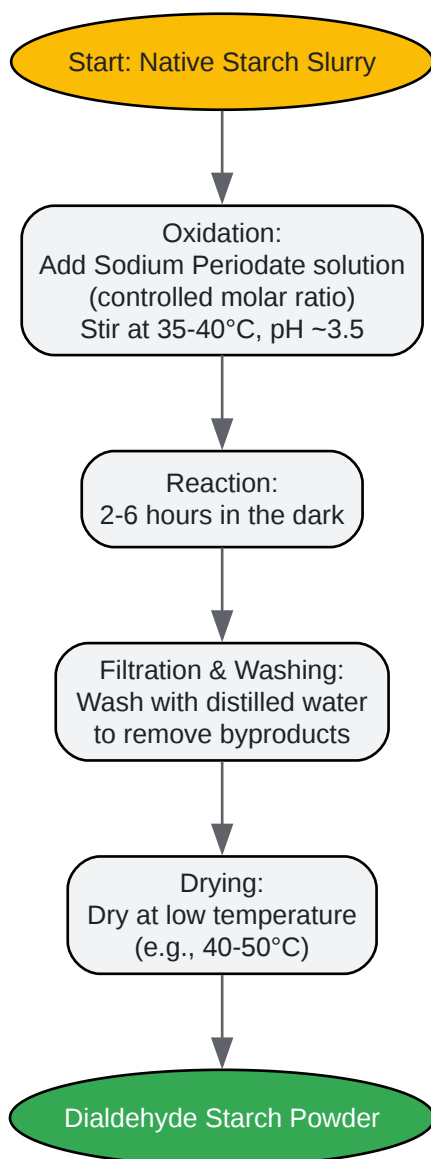 Start: Native Starch Slurry
Oxidation:
Add Sodium Periodate solution
(controlled molar ratio)
Stir at 35-40°C, pH ~3.5
Reaction:
2-6 hours in the dark
Filtration & Washing:
Wash with distilled water
to remove byproducts
Drying:
Dry at low temperature
(e.g., 40-50°C)
Dialdehyde Starch Powder